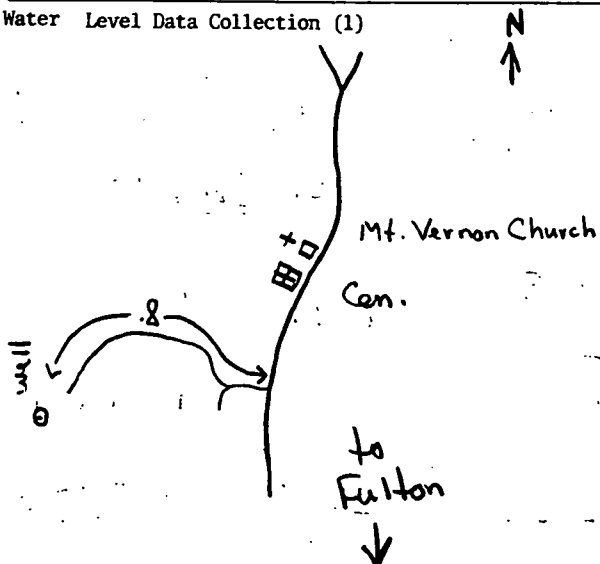 Water Level Data Collection (1)
N
Mt. Vernon Church
Cem.
.8
well
to
Fulton